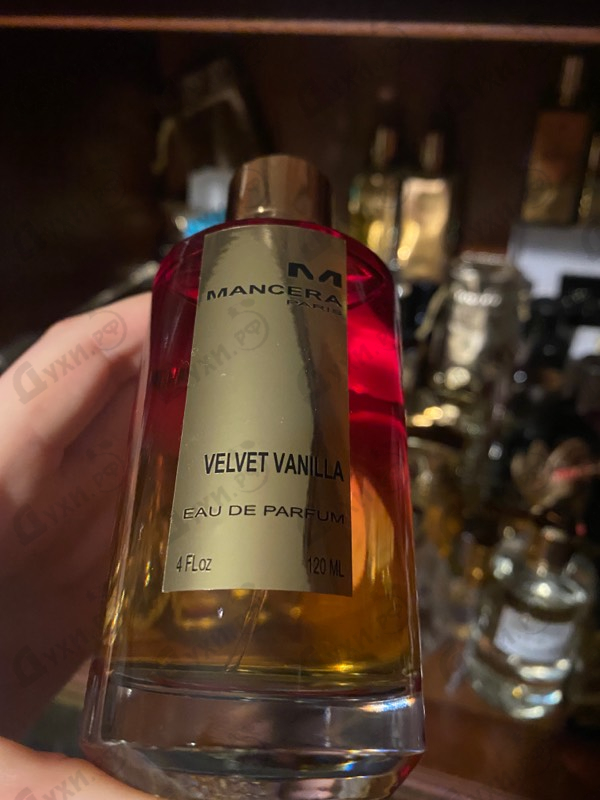 M
MANCERA
PARIS
VELVET VANILLA
EAU DE PARFUM
4 FLoz 120 ML
Духи.рф